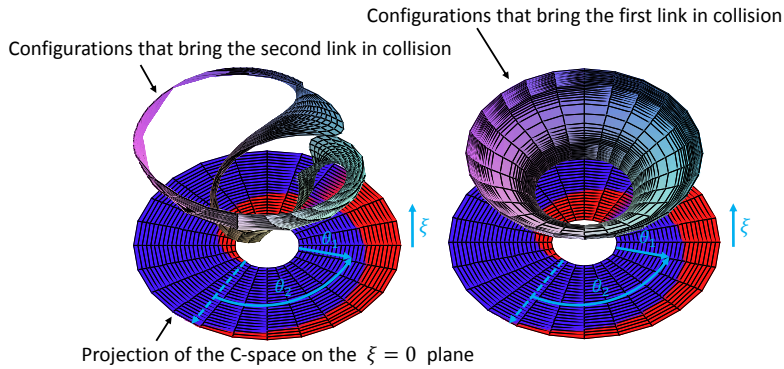 Configurations that bring the first link in collision
Configurations that bring the second link in collision
ξ
θ₁
θ₂
ξ
θ₁
θ₂
Projection of the C-space on the ξ = 0 plane